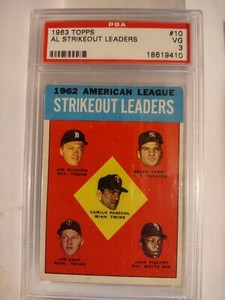 PSA
1963 TOPPS #10
AL STRIKEOUT LEADERS VG
3
18619410
1962 AMERICAN LEAGUE
STRIKEOUT LEADERS
JIM BUNNING
DET. TIGERS
RALPH TERRY
N. Y. YANKEES
CAMILO PASCUAL
MINN. TWINS
JIM KAAT
MINN. TWINS
JUAN PIZARRO
CHI. WHITE SOX